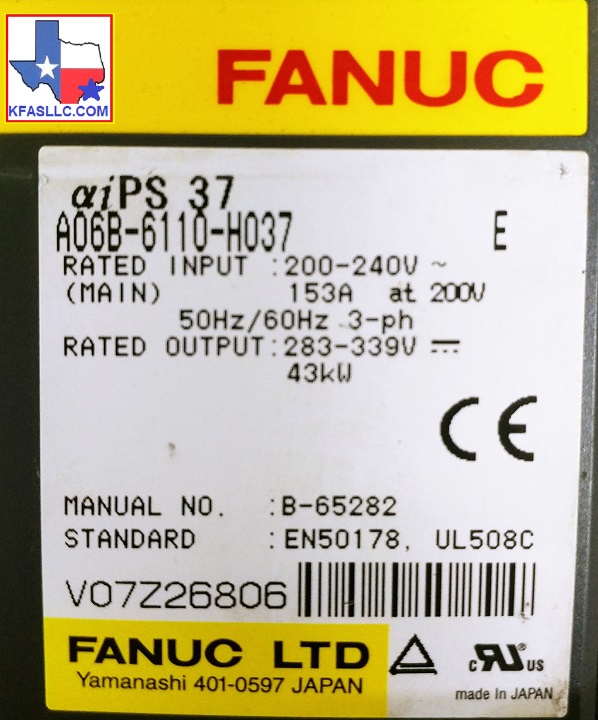 KFASLLC.COM
FANUC
αiPS 37
A06B-6110-H037 E
RATED INPUT :200-240V ~
(MAIN) 153A at 200V
50Hz/60Hz 3-ph
RATED OUTPUT:283-339V ⎓
43kW
CE
MANUAL NO. :B-65282
STANDARD :EN50178, UL508C
V07Z26806
FANUC LTD
Yamanashi 401-0597 JAPAN
c RU ® US
made in JAPAN